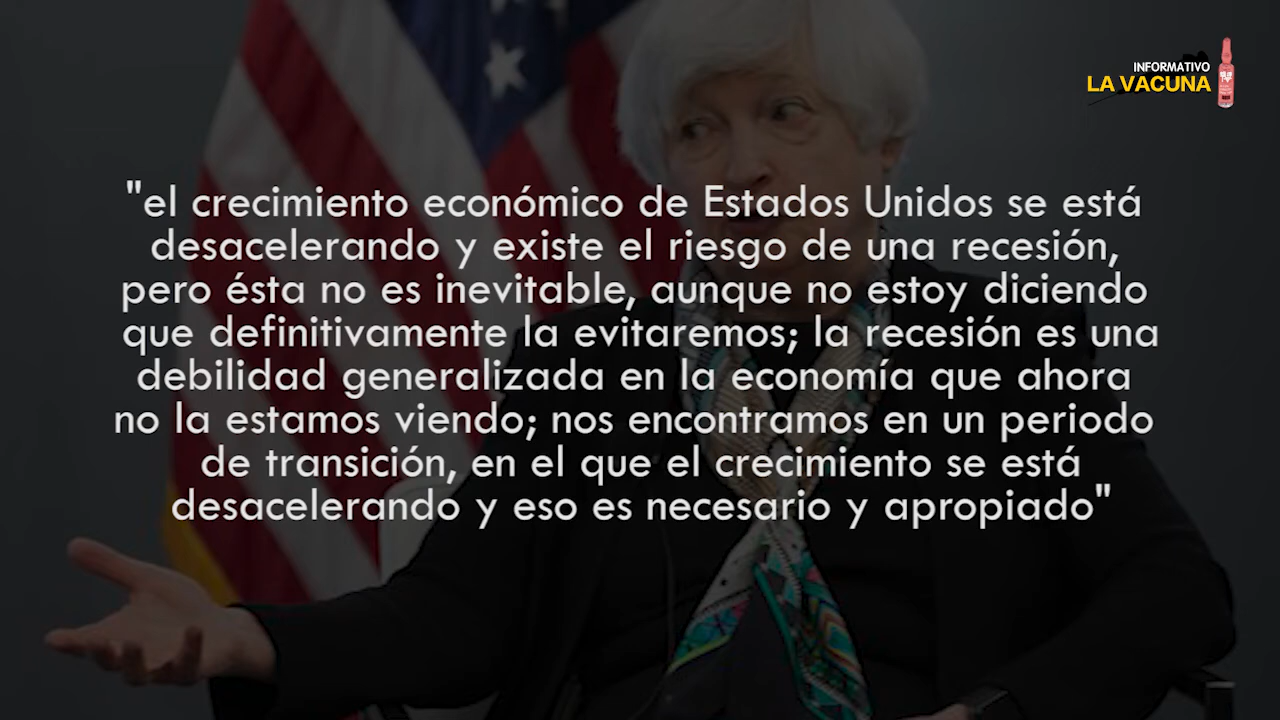 INFORMATIVO
LA VACUNA
"el crecimiento económico de Estados Unidos se está
desacelerando y existe el riesgo de una recesión,
pero ésta no es inevitable, aunque no estoy diciendo
que definitivamente la evitaremos; la recesión es una
debilidad generalizada en la economía que ahora
no la estamos viendo; nos encontramos en un periodo
de transición, en el que el crecimiento se está
desacelerando y eso es necesario y apropiado"